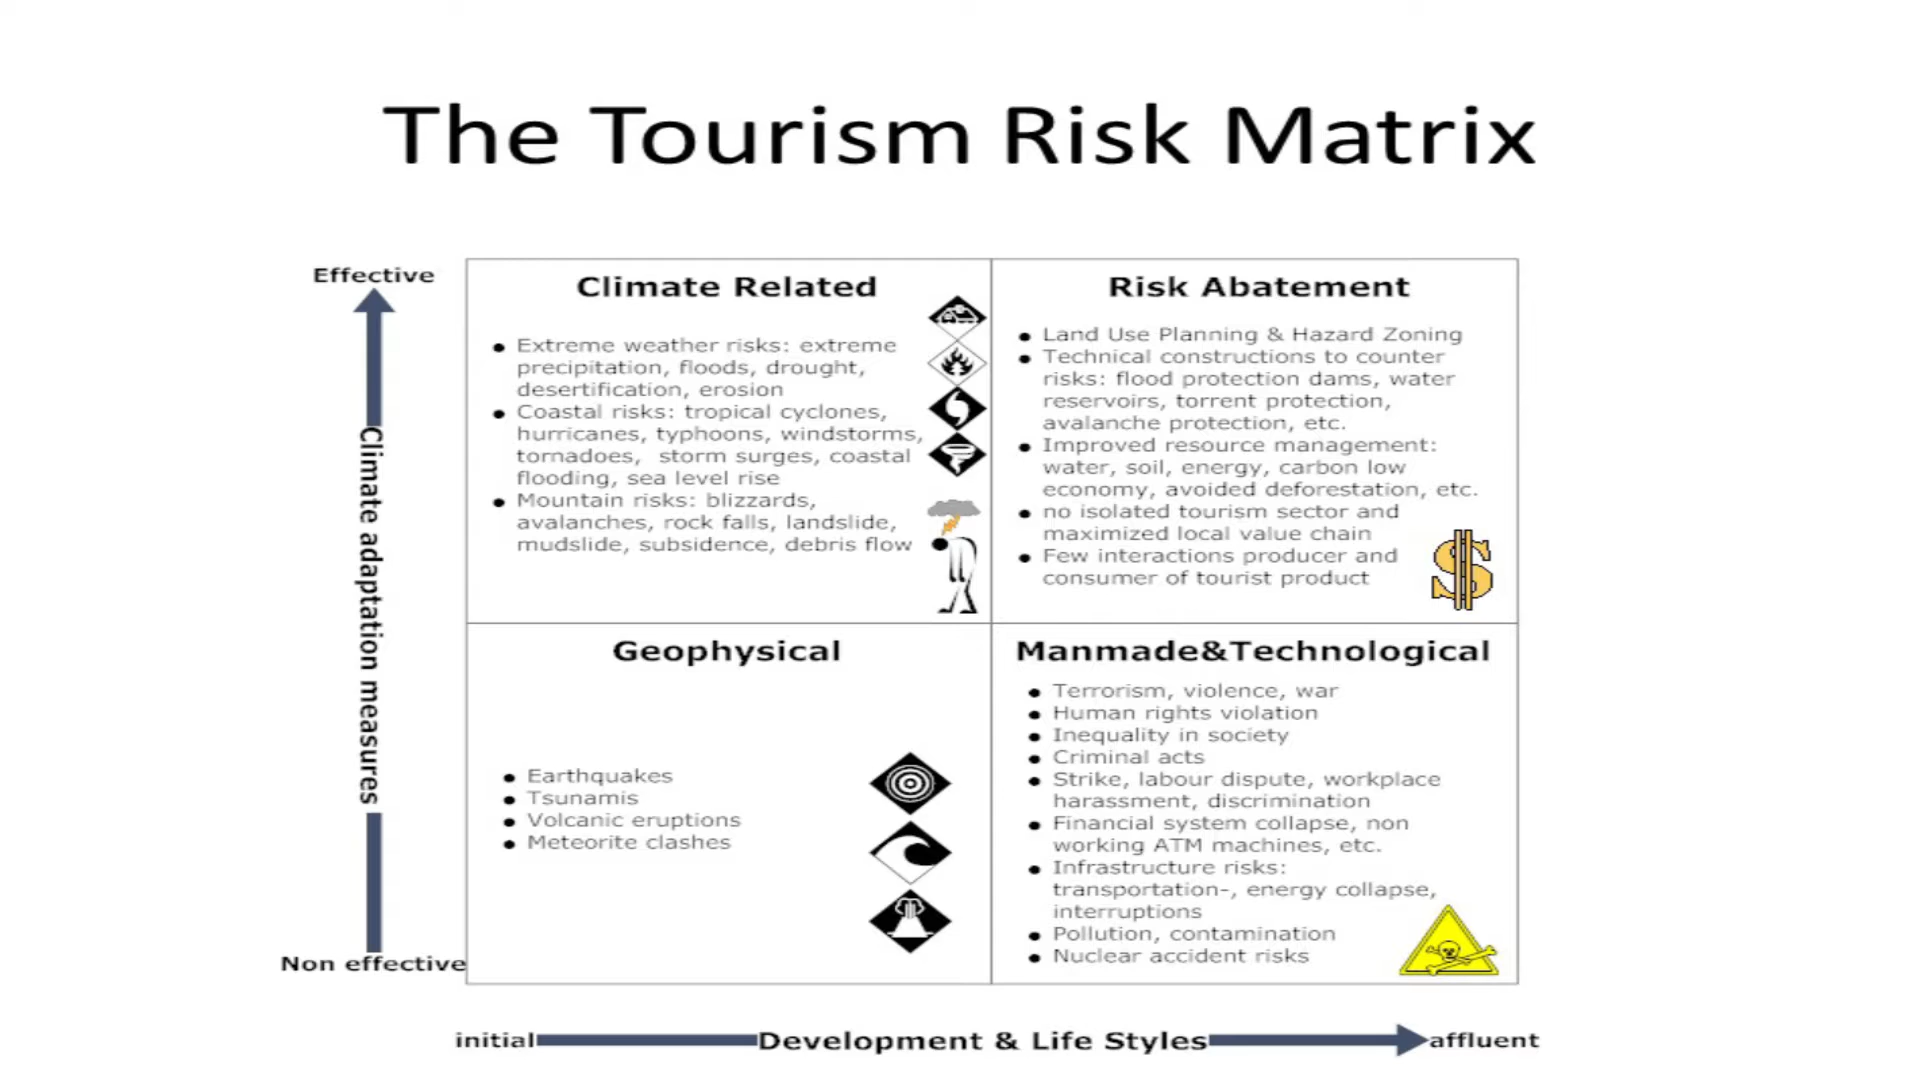 The Tourism Risk Matrix
Effective
Climate adaptation measures
Non effective
Climate Related
Extreme weather risks: extreme
precipitation, floods, drought,
desertification, erosion
Coastal risks: tropical cyclones,
hurricanes, typhoons, windstorms,
tornadoes, storm surges, coastal
flooding, sea level rise
Mountain risks: blizzards,
avalanches, rock falls, landslide,
mudslide, subsidence, debris flow
Risk Abatement
Land Use Planning & Hazard Zoning
Technical constructions to counter
risks: flood protection dams, water
reservoirs, torrent protection,
avalanche protection, etc.
Improved resource management:
water, soil, energy, carbon low
economy, avoided deforestation, etc.
no isolated tourism sector and
maximized local value chain
Few interactions producer and
consumer of tourist product
Geophysical
Earthquakes
Tsunamis
Volcanic eruptions
Meteorite clashes
Manmade&Technological
Terrorism, violence, war
Human rights violation
Inequality in society
Criminal acts
Strike, labour dispute, workplace
harassment, discrimination
Financial system collapse, non
working ATM machines, etc.
Infrastructure risks:
transportation-, energy collapse,
interruptions
Pollution, contamination
Nuclear accident risks
initial
Development & Life Styles
affluent